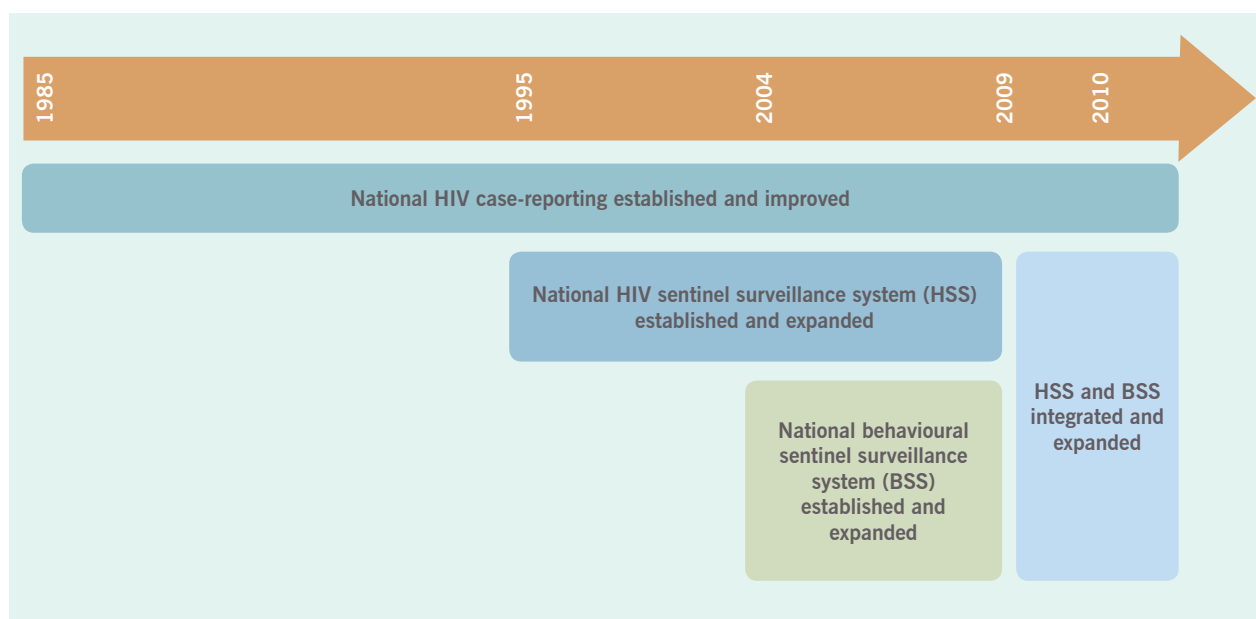 1985
1995
2004
2009
2010
National HIV case-reporting established and improved
National HIV sentinel surveillance system (HSS)
established and expanded
National behavioural
sentinel surveillance
system (BSS)
established and
expanded
HSS and BSS
integrated and
expanded